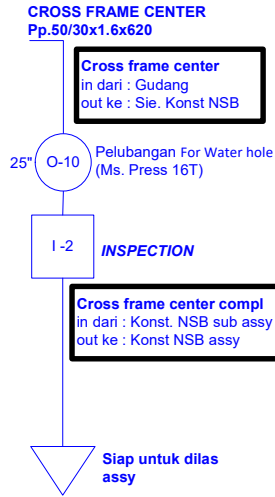 CROSS FRAME CENTER
Pp.50/30x1.6x620
Cross frame center
in dari : Gudang
out ke : Sie. Konst NSB
25"
O-10
Pelubangan For Water hole
(Ms. Press 16T)
I -2
INSPECTION
Cross frame center compl
in dari : Konst. NSB sub assy
out ke : Konst NSB assy
Siap untuk dilas
assy